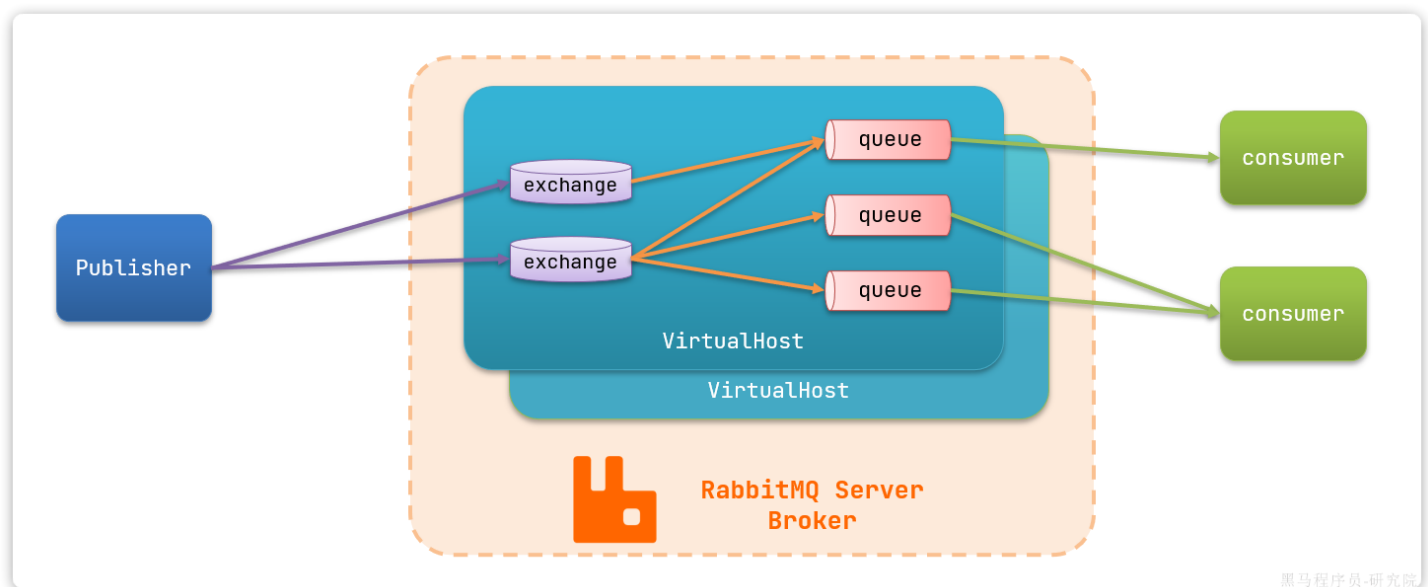 Publisher
exchange
exchange
queue
queue
queue
VirtualHost
VirtualHost
RabbitMQ Server
Broker
consumer
consumer
黑马程序员-研究院